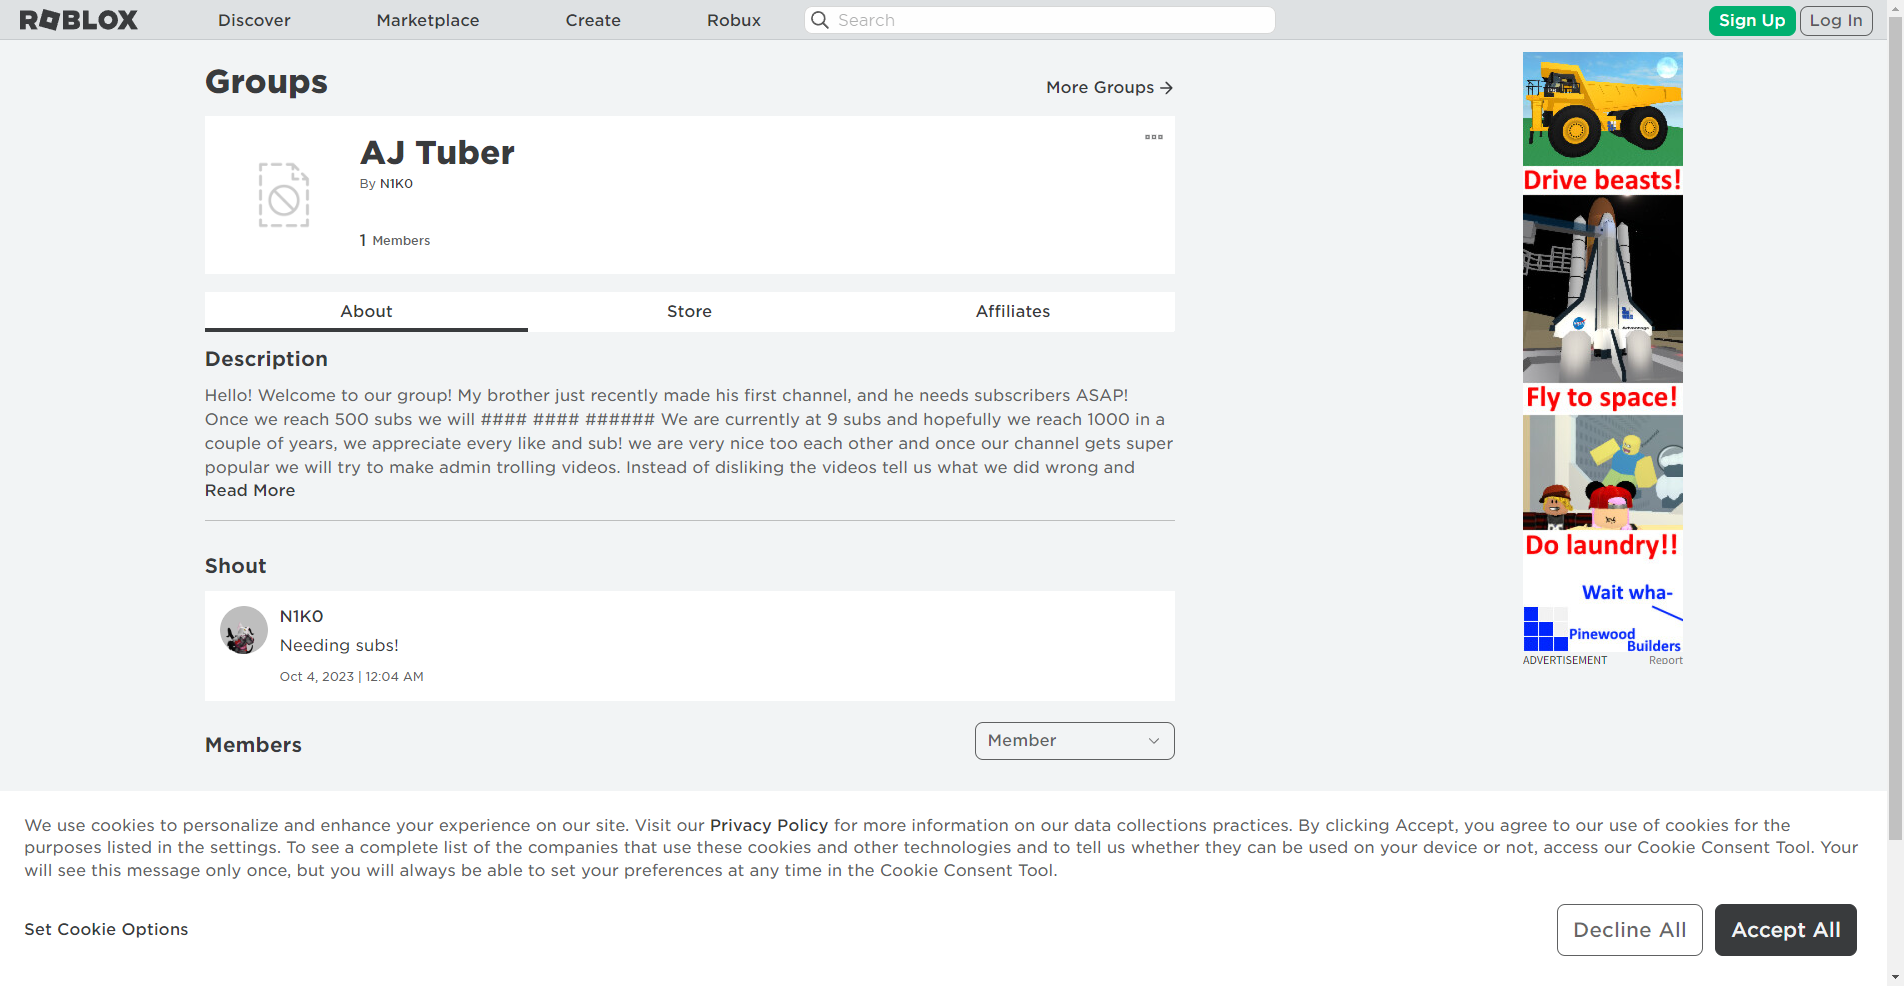 ROBLOX
Discover
Marketplace
Create
Robux
Search
Sign Up
Log In
Groups
More Groups
AJ Tuber
By N1K0
1 Members
About
Store
Affiliates
Description
Hello! Welcome to our group! My brother just recently made his first channel, and he needs subscribers ASAP!
Once we reach 500 subs we will #### #### ###### We are currently at 9 subs and hopefully we reach 1000 in a
couple of years, we appreciate every like and sub! we are very nice too each other and once our channel gets super
popular we will try to make admin trolling videos. Instead of disliking the videos tell us what we did wrong and
Read More
Shout
N1K0
Needing subs!
Oct 4, 2023 | 12:04 AM
Members
Member
Drive beasts!
Fly to space!
Do laundry!!
Wait wha-
Pinewood
Builders
ADVERTISEMENT
Report
We use cookies to personalize and enhance your experience on our site. Visit our Privacy Policy for more information on our data collections practices. By clicking Accept, you agree to our use of cookies for the
purposes listed in the settings. To see a complete list of the companies that use these cookies and other technologies and to tell us whether they can be used on your device or not, access our Cookie Consent Tool. Your
will see this message only once, but you will always be able to set your preferences at any time in the Cookie Consent Tool.
Set Cookie Options
Decline All
Accept All